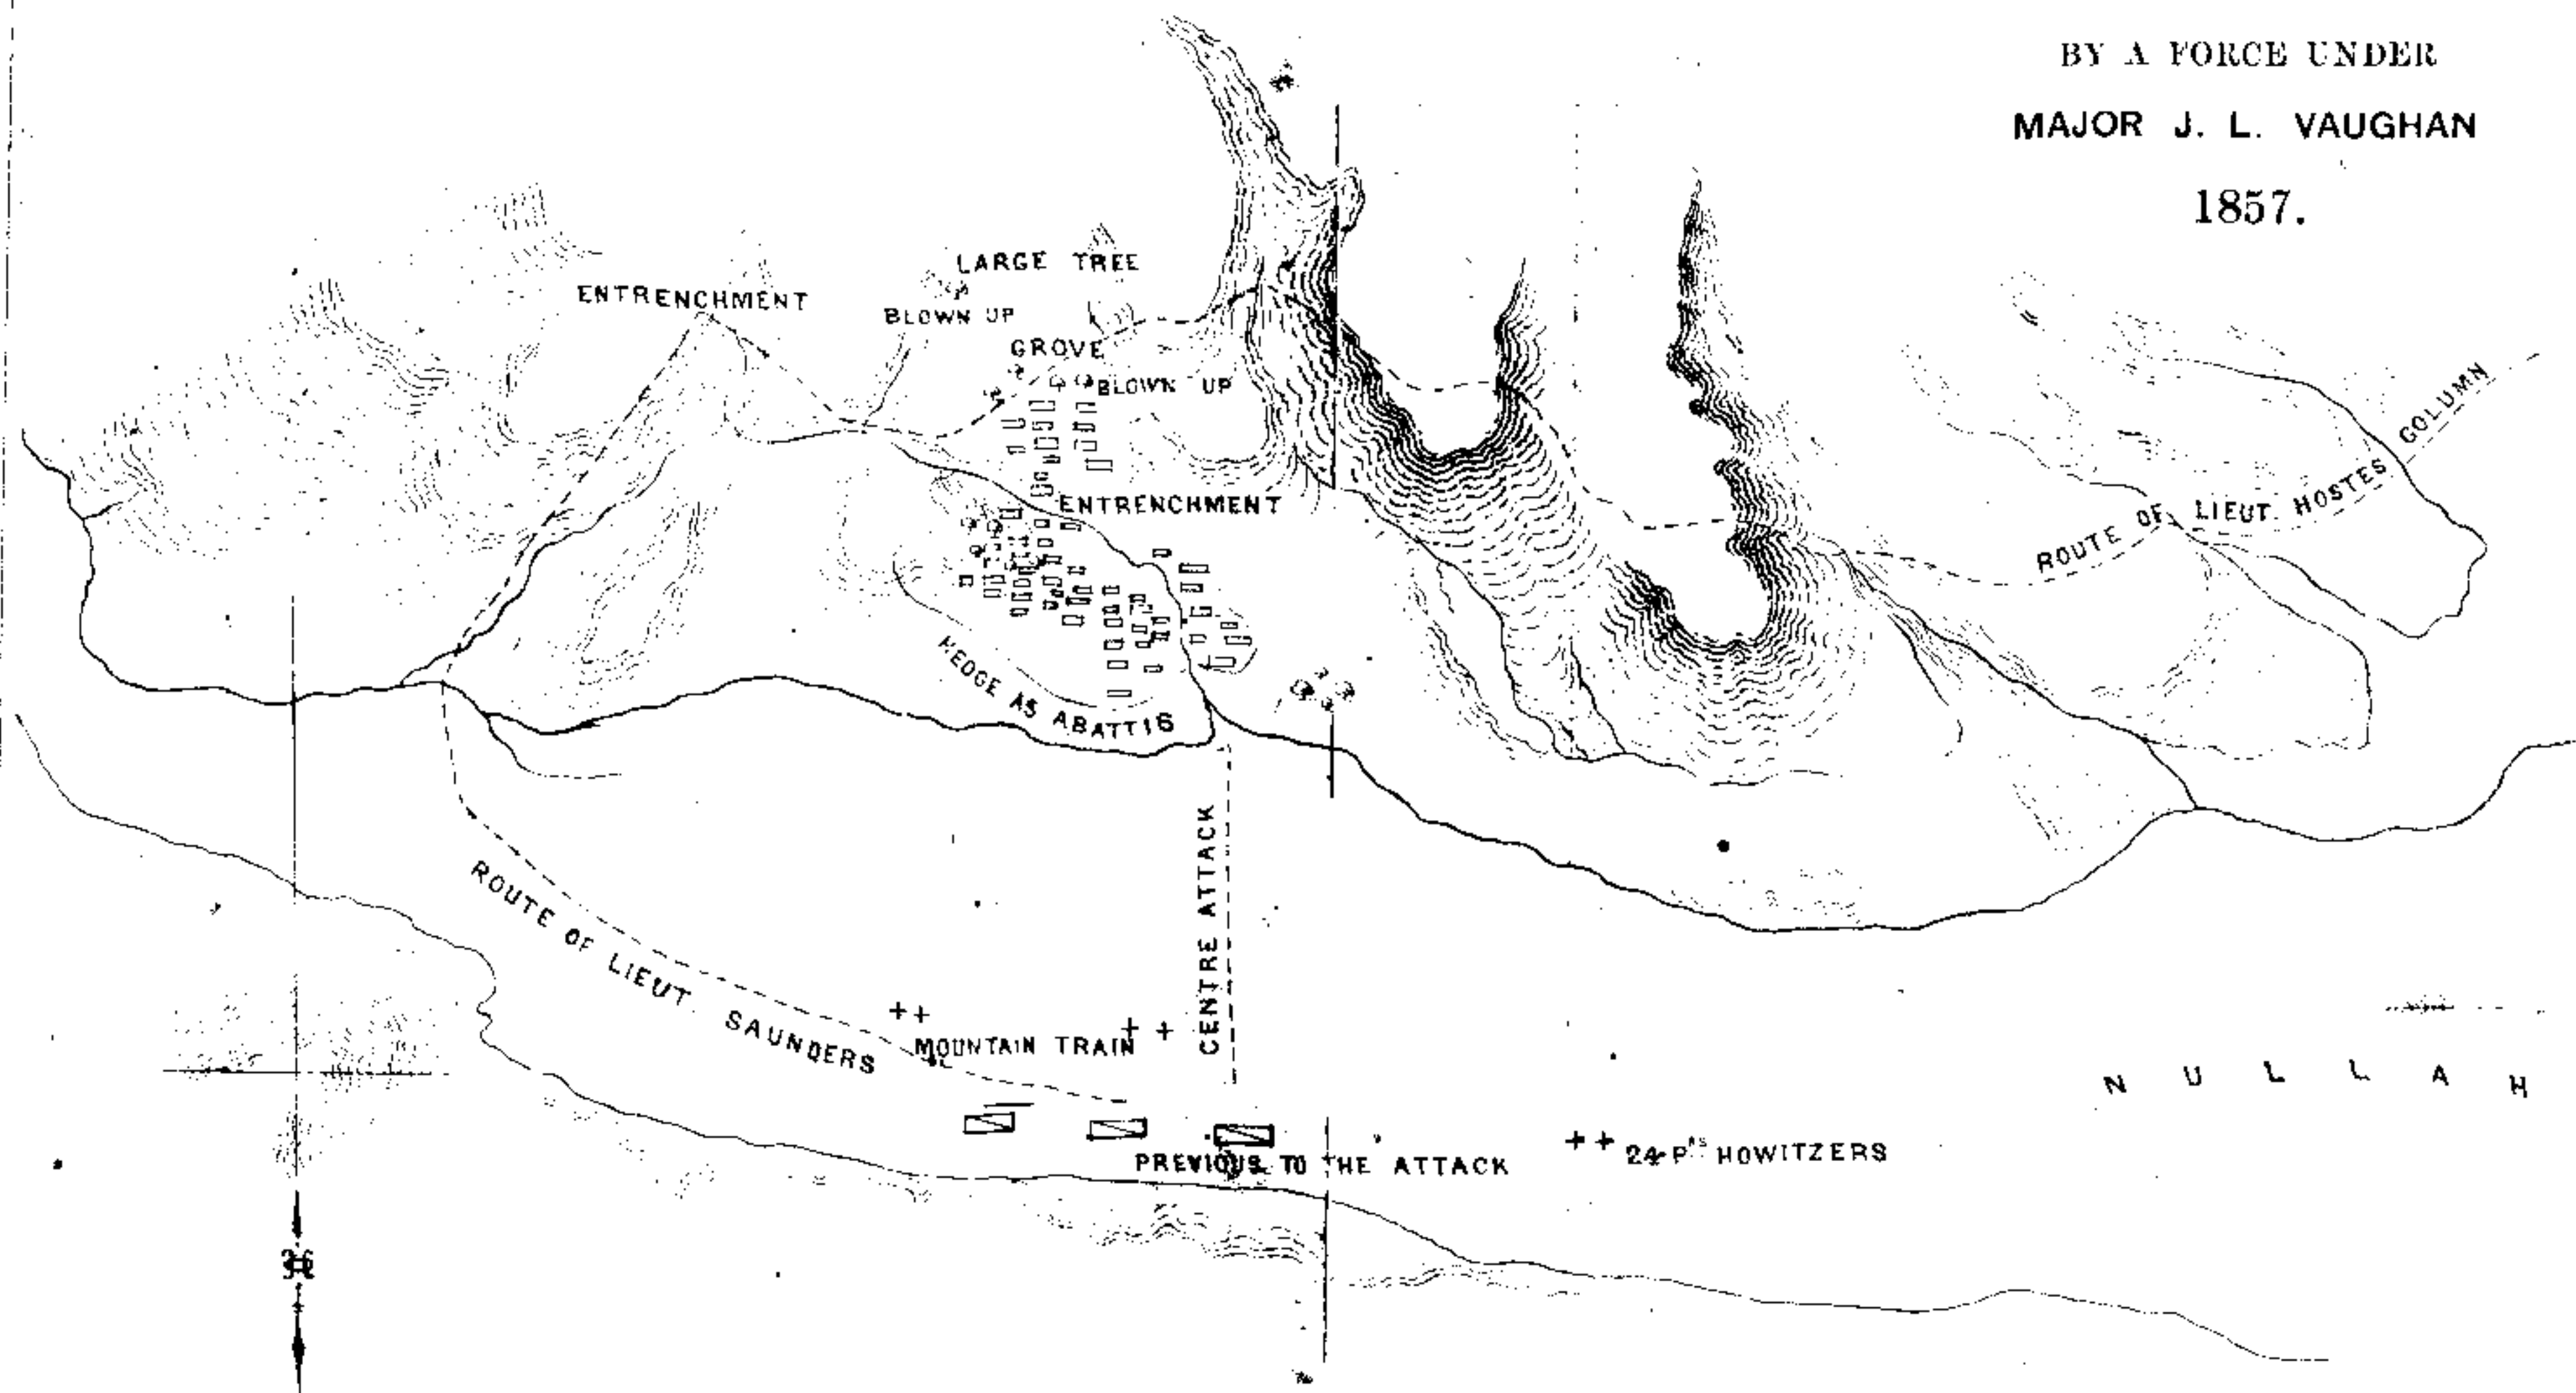 BY A FORCE UNDER
MAJOR J. L. VAUGHAN
1857.
LARGE TREE
ENTRENCHMENT
BLOWN UP
GROVE
BLOWN UP
ENTRENCHMENT
ROUTE OF LIEUT. HOSTES COLUMN
HEDGE AS ABATTIS
CENTRE ATTACK
ROUTE OF LIEUT. SAUNDERS
MOUNTAIN TRAIN
NULLAH
PREVIOUS TO THE ATTACK
24-PRS HOWITZERS